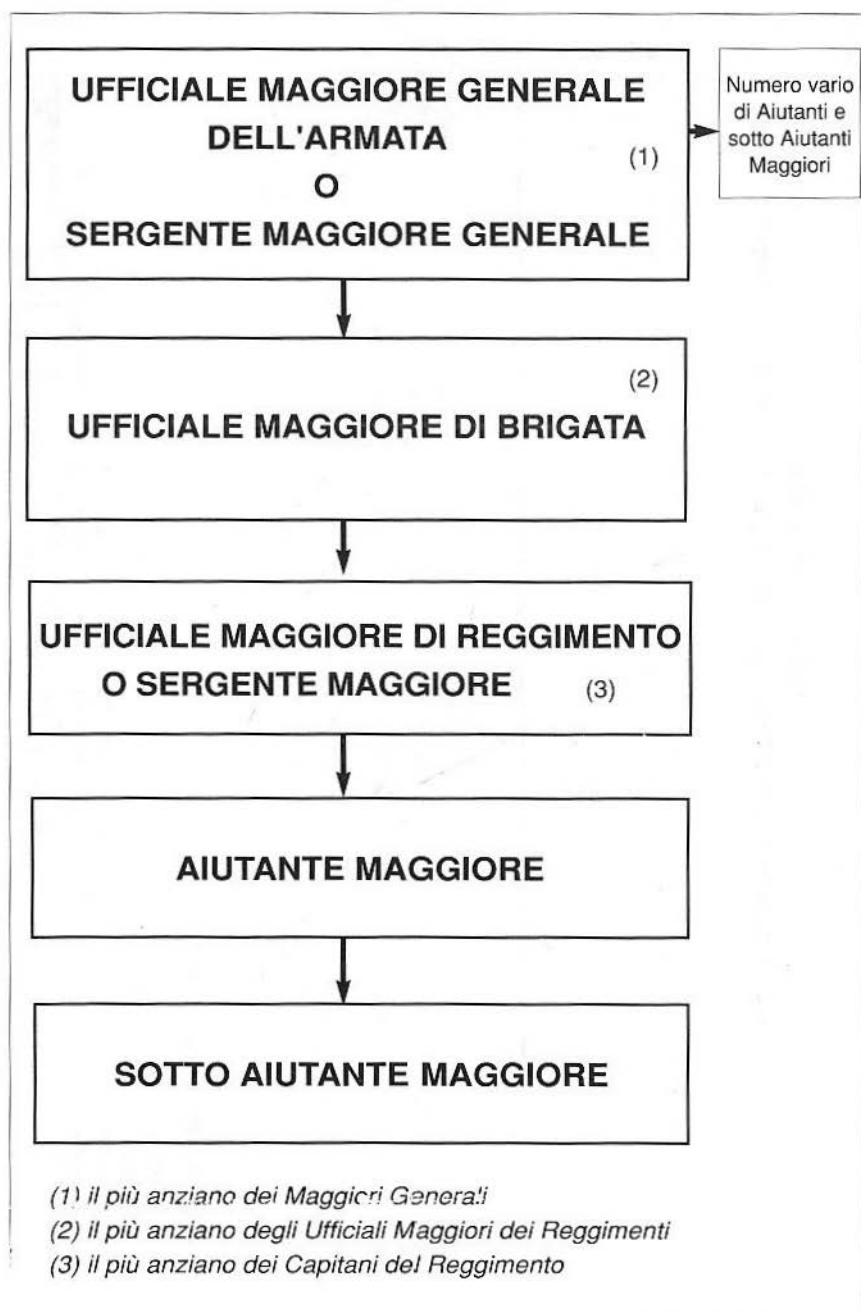 UFFICIALE MAGGIORE GENERALE
DELL'ARMATA
(1)
O
SERGENTE MAGGIORE GENERALE
Numero vario
di Aiutanti e
sotto Aiutanti
Maggiori
(2)
UFFICIALE MAGGIORE DI BRIGATA
UFFICIALE MAGGIORE DI REGGIMENTO
O SERGENTE MAGGIORE (3)
AIUTANTE MAGGIORE
SOTTO AIUTANTE MAGGIORE
(1) il più anziano dei Maggiori Generali
(2) il più anziano degli Ufficiali Maggiori dei Reggimenti
(3) il più anziano dei Capitani del Reggimento